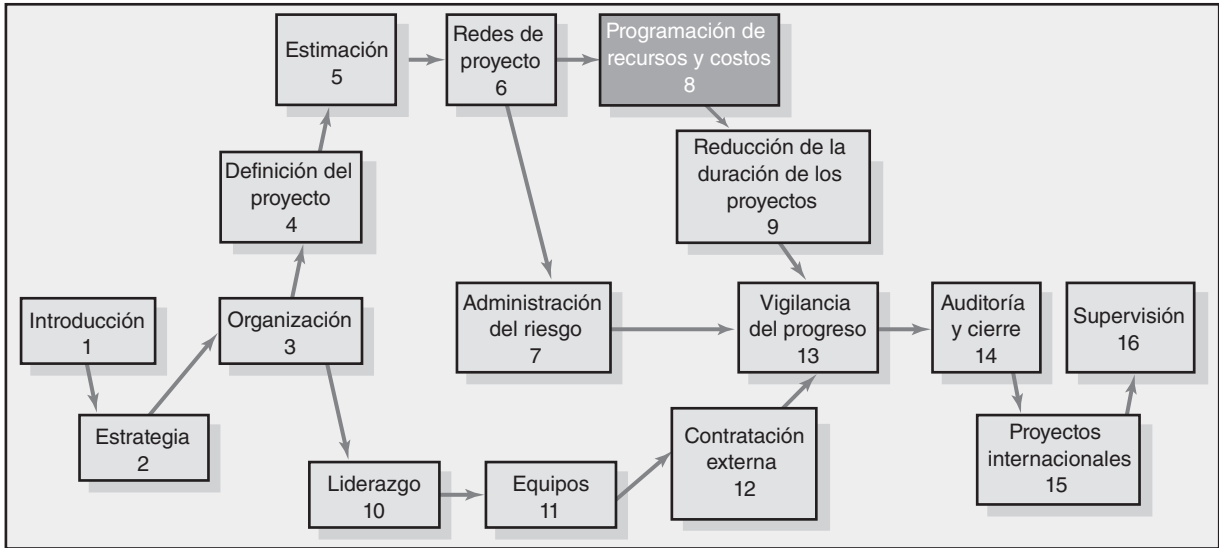 Estimación
5
Redes de
proyecto
6
Programación de
recursos y costos
8
Reducción de la
duración de los
proyectos
9
Definición del
proyecto
4
Introducción
1
Organización
3
Administración
del riesgo
7
Vigilancia
del progreso
13
Auditoría
y cierre
14
Supervisión
16
Estrategia
2
Liderazgo
10
Equipos
11
Contratación
externa
12
Proyectos
internacionales
15